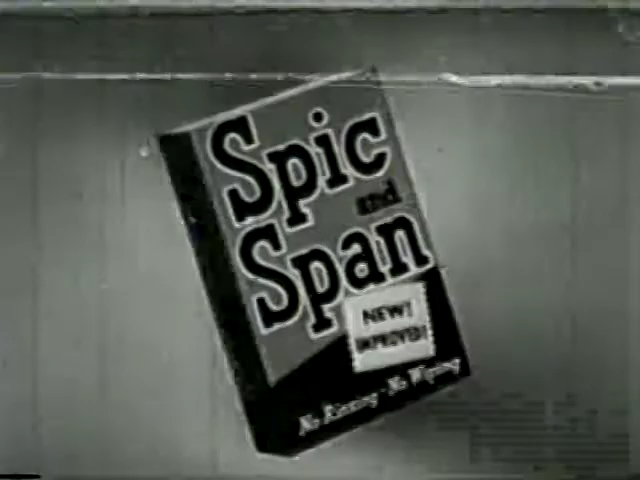 Spic
and
Span
NEW!
IMPROVED!
No Rinsing - No Wiping